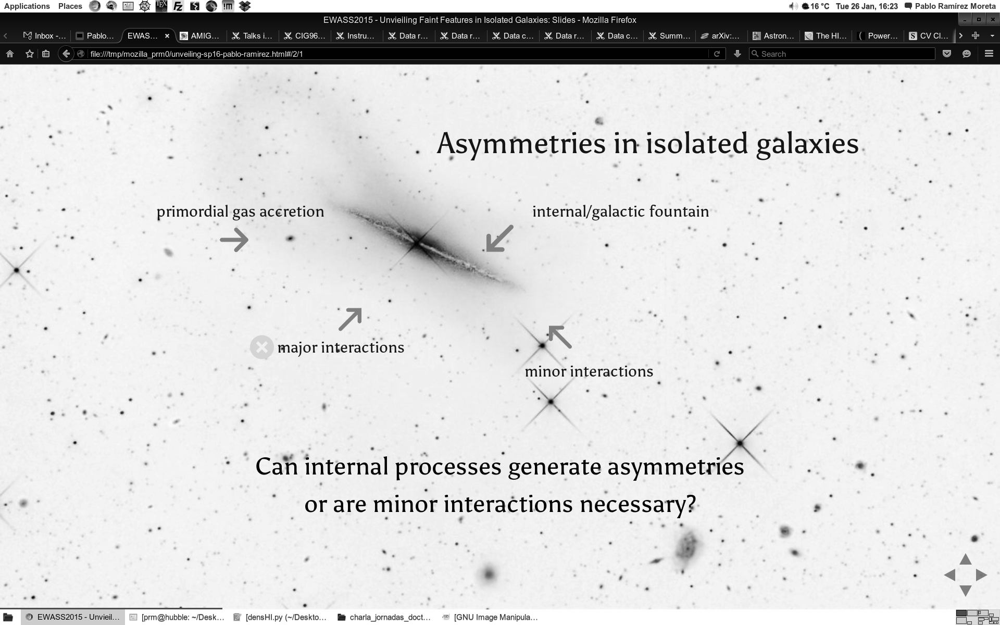 Applications Places 16 °C Tue 26 Jan, 16:23 Pablo Ramírez Moreta
EWASS2015 - Unvieiling Faint Features in Isolated Galaxies: Slides - Mozilla Firefox
Inbox -... Pablo... EWAS... AMIG... Talks i... CIG96... Instru... Data r... Data r... Data c... Data r... Data c... Summ... arXiv:... Astron... The HI... Power... CV Cl...
file:///tmp/mozilla_prm0/unveiling-sp16-pablo-ramirez.html#/2/1 Search
Asymmetries in isolated galaxies
primordial gas accretion internal/galactic fountain
major interactions
minor interactions
Can internal processes generate asymmetries
or are minor interactions necessary?
EWASS2015 - Unvieil... [prm@hubble: ~/Desk... [densHI.py (~/Deskto... charla_jornadas_doct... [GNU Image Manipula...